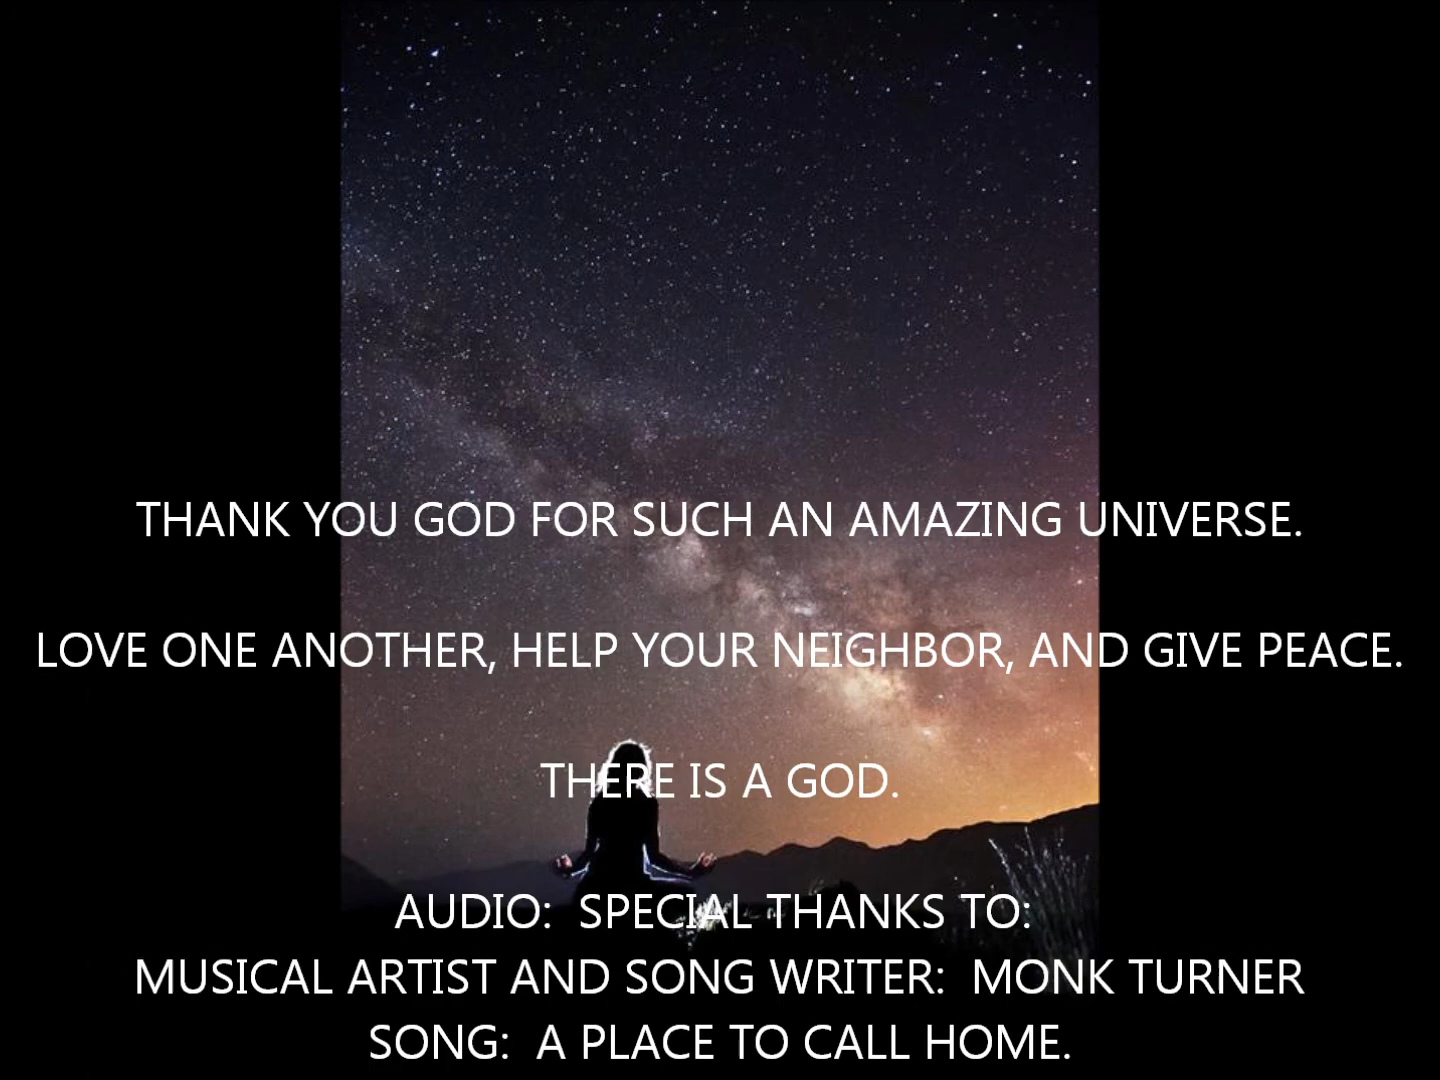 THANK YOU GOD FOR SUCH AN AMAZING UNIVERSE.
LOVE ONE ANOTHER, HELP YOUR NEIGHBOR, AND GIVE PEACE.
THERE IS A GOD.
AUDIO:  SPECIAL THANKS TO:
MUSICAL ARTIST AND SONG WRITER:  MONK TURNER
SONG:  A PLACE TO CALL HOME.